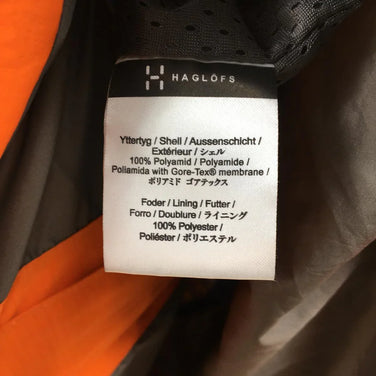 HAGLÖFS
Yttertyg / Shell / Aussenschicht /
Extérieur / シェル
100% Polyamid / Polyamide /
Poliamida with Gore-Tex® membrane /
ポリアミド ゴアテックス
Foder / Lining / Futter /
Forro / Doublure / ライニング
100% Polyester /
Poliéster / ポリエステル